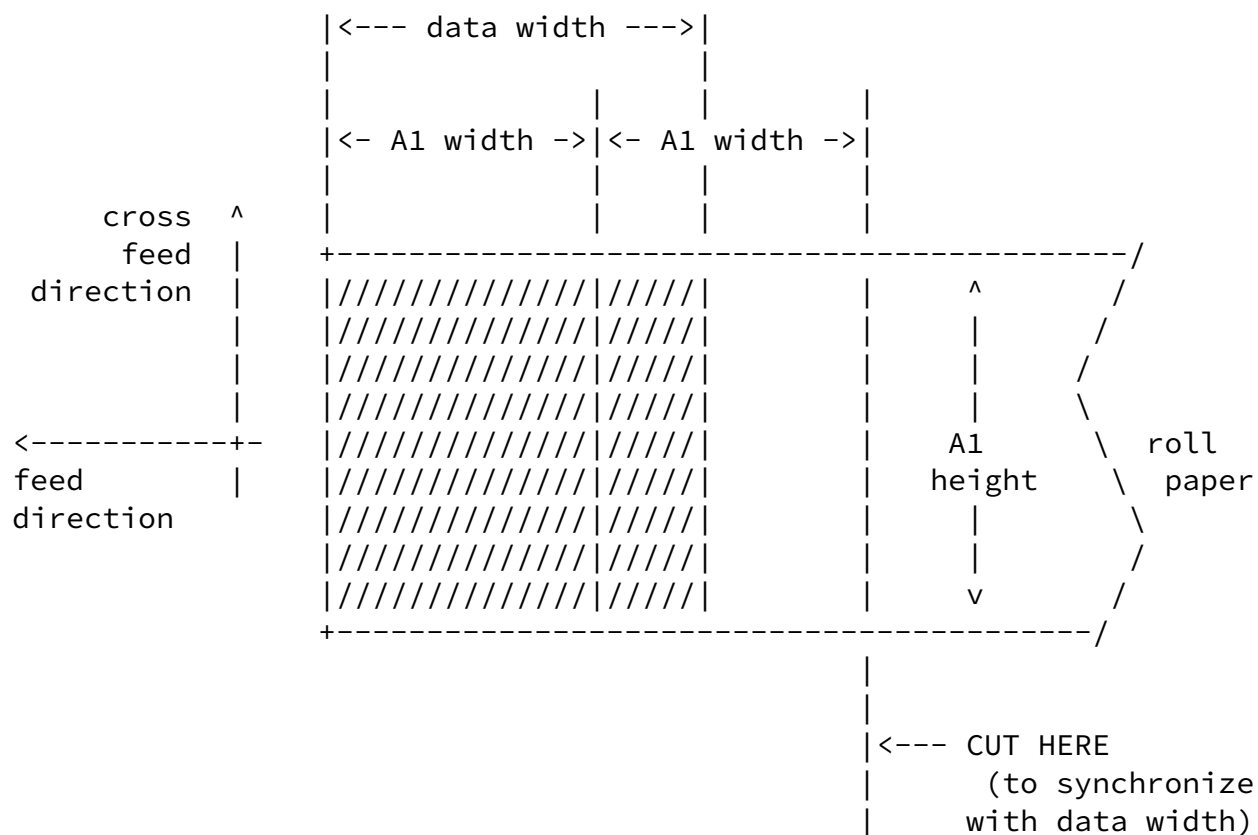 |<--- data width --->|
|<- A1 width ->|<- A1 width ->|
cross ^
feed |
direction |
<-----------+-
feed |
direction
^
A1
height
v
roll
paper
|<--- CUT HERE
(to synchronize
with data width)